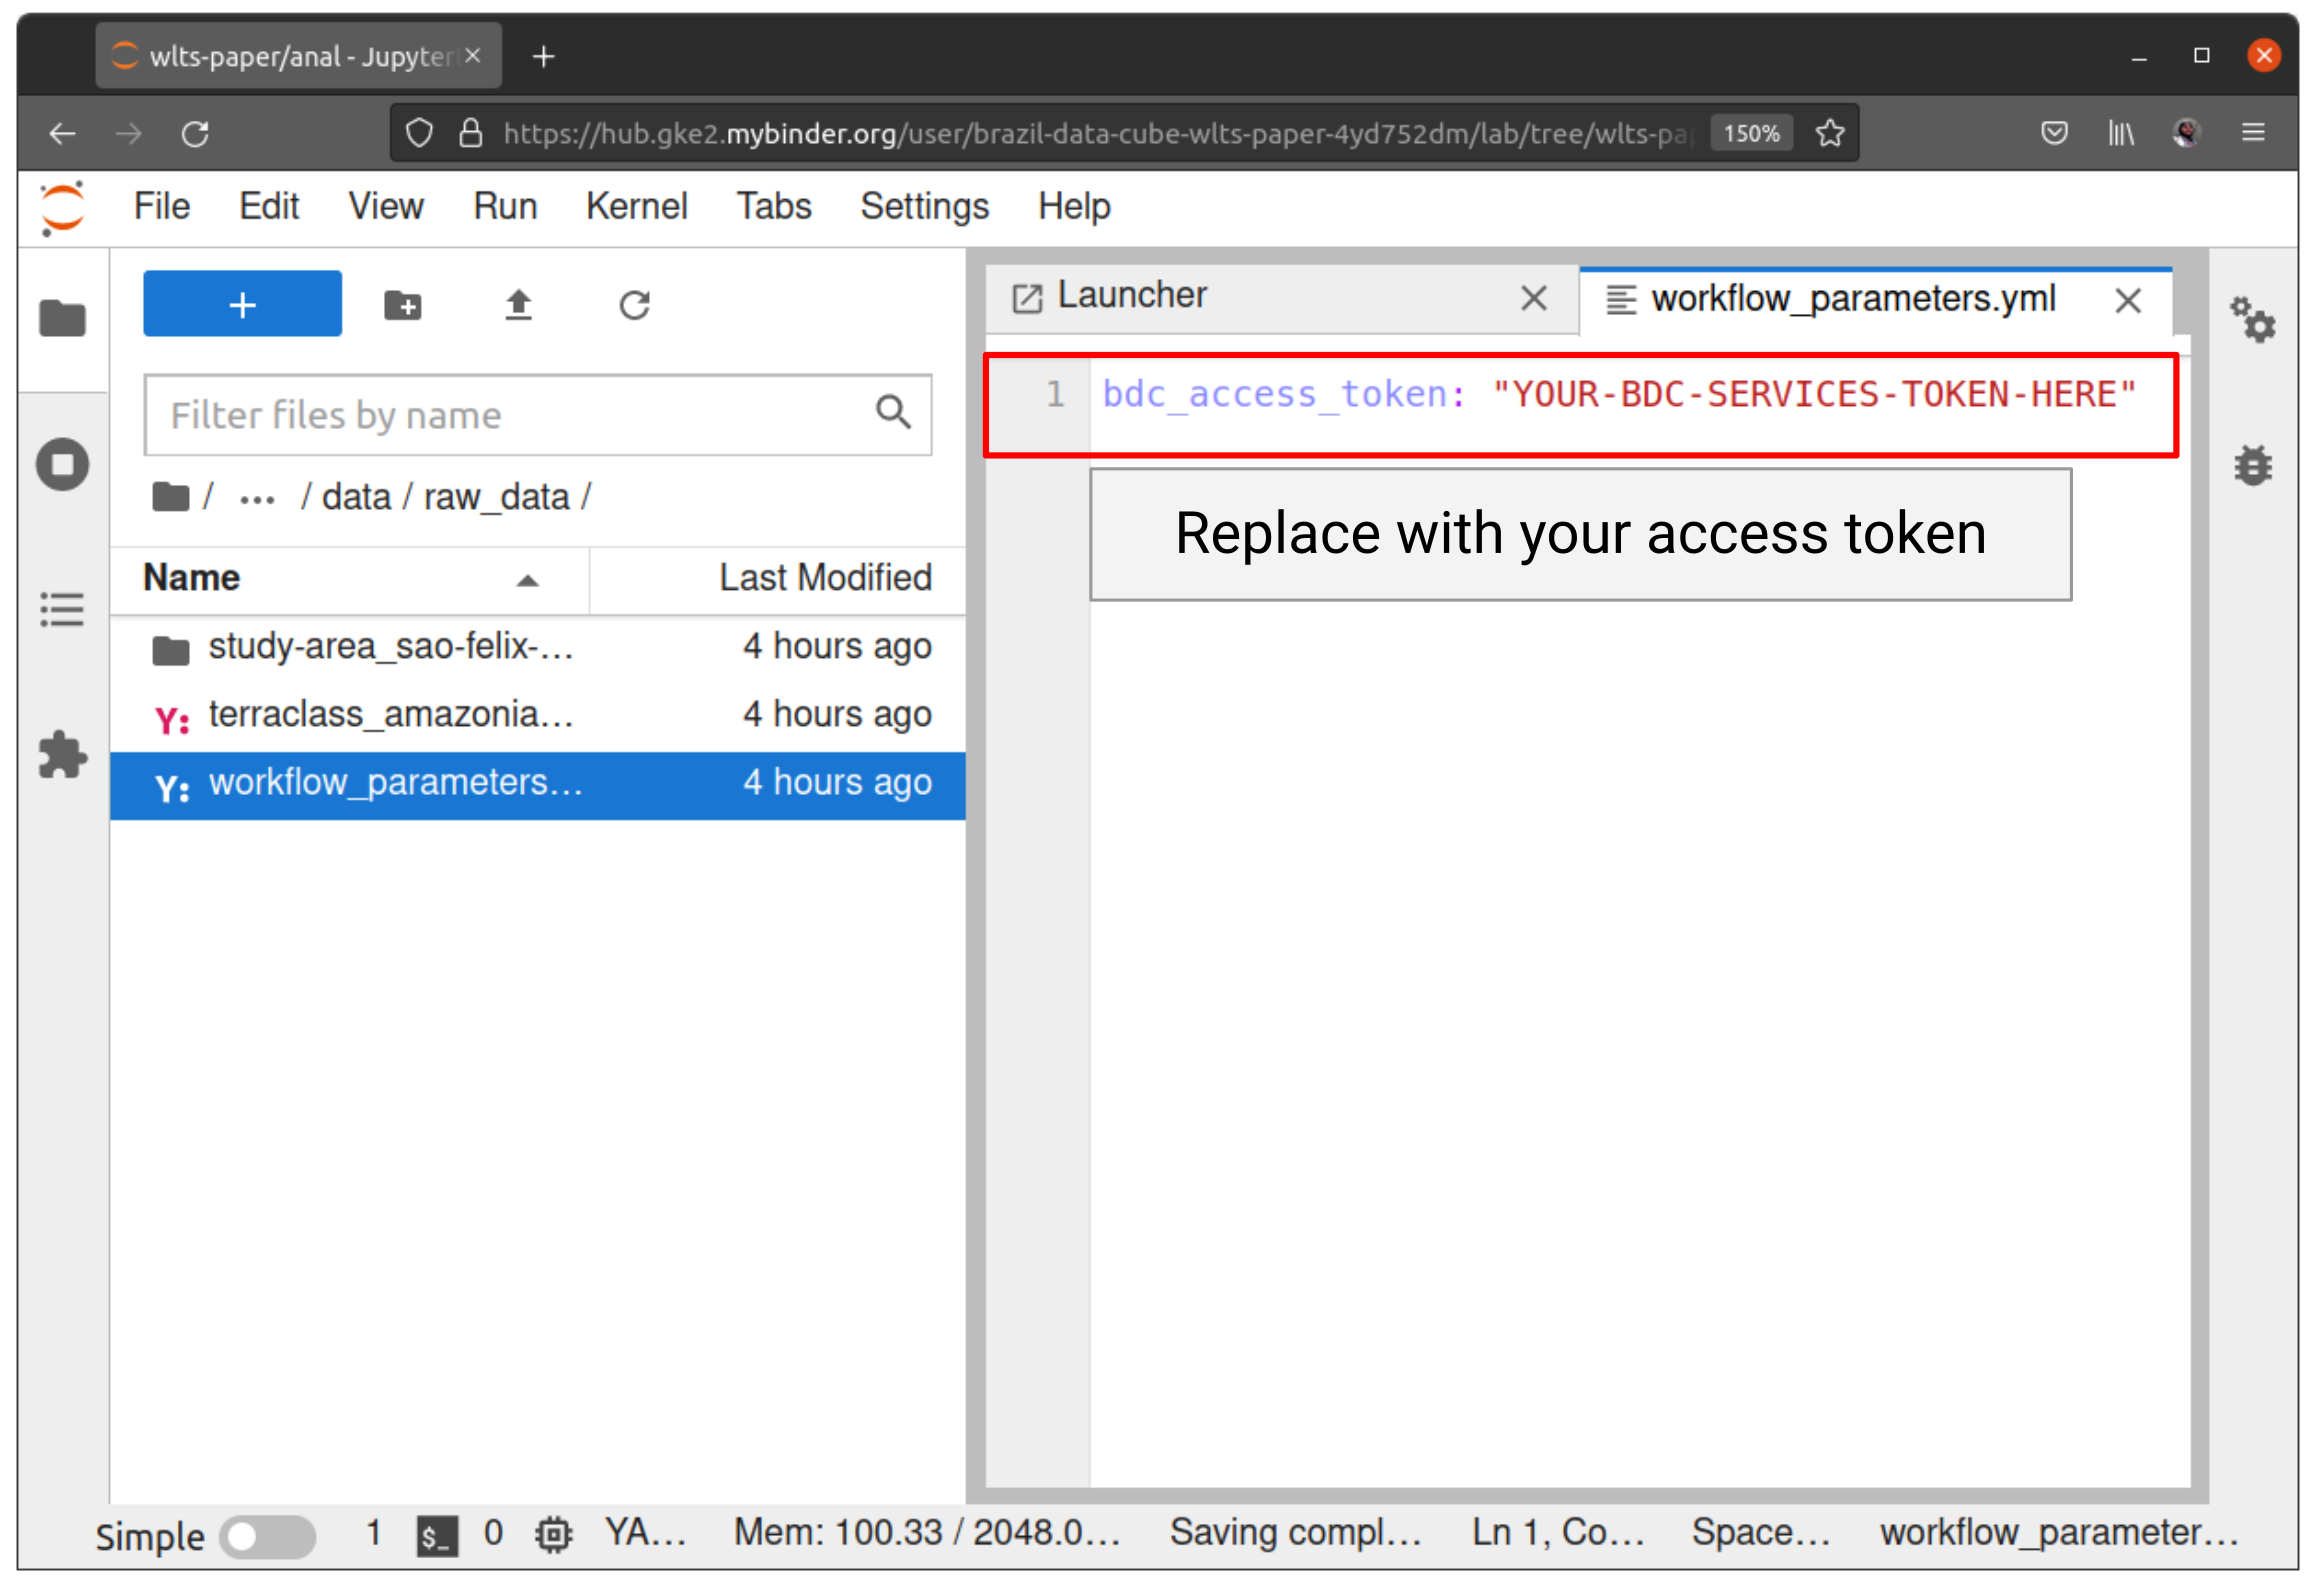 wlts-paper/anal - Jupyter
https://hub.gke2.mybinder.org/user/brazil-data-cube-wlts-paper-4yd752dm/lab/tree/wlts-pa 150%
File Edit View Run Kernel Tabs Settings Help
Launcher
workflow_parameters.yml
Filter files by name
/ ... / data / raw_data /
Name Last Modified
study-area_sao-felix-... 4 hours ago
terraclass_amazonia... 4 hours ago
workflow_parameters... 4 hours ago
1 bdc_access_token: "YOUR-BDC-SERVICES-TOKEN-HERE"
Replace with your access token
Simple 1 $_ 0 YA... Mem: 100.33 / 2048.0... Saving compl... Ln 1, Co... Space... workflow_parameter...